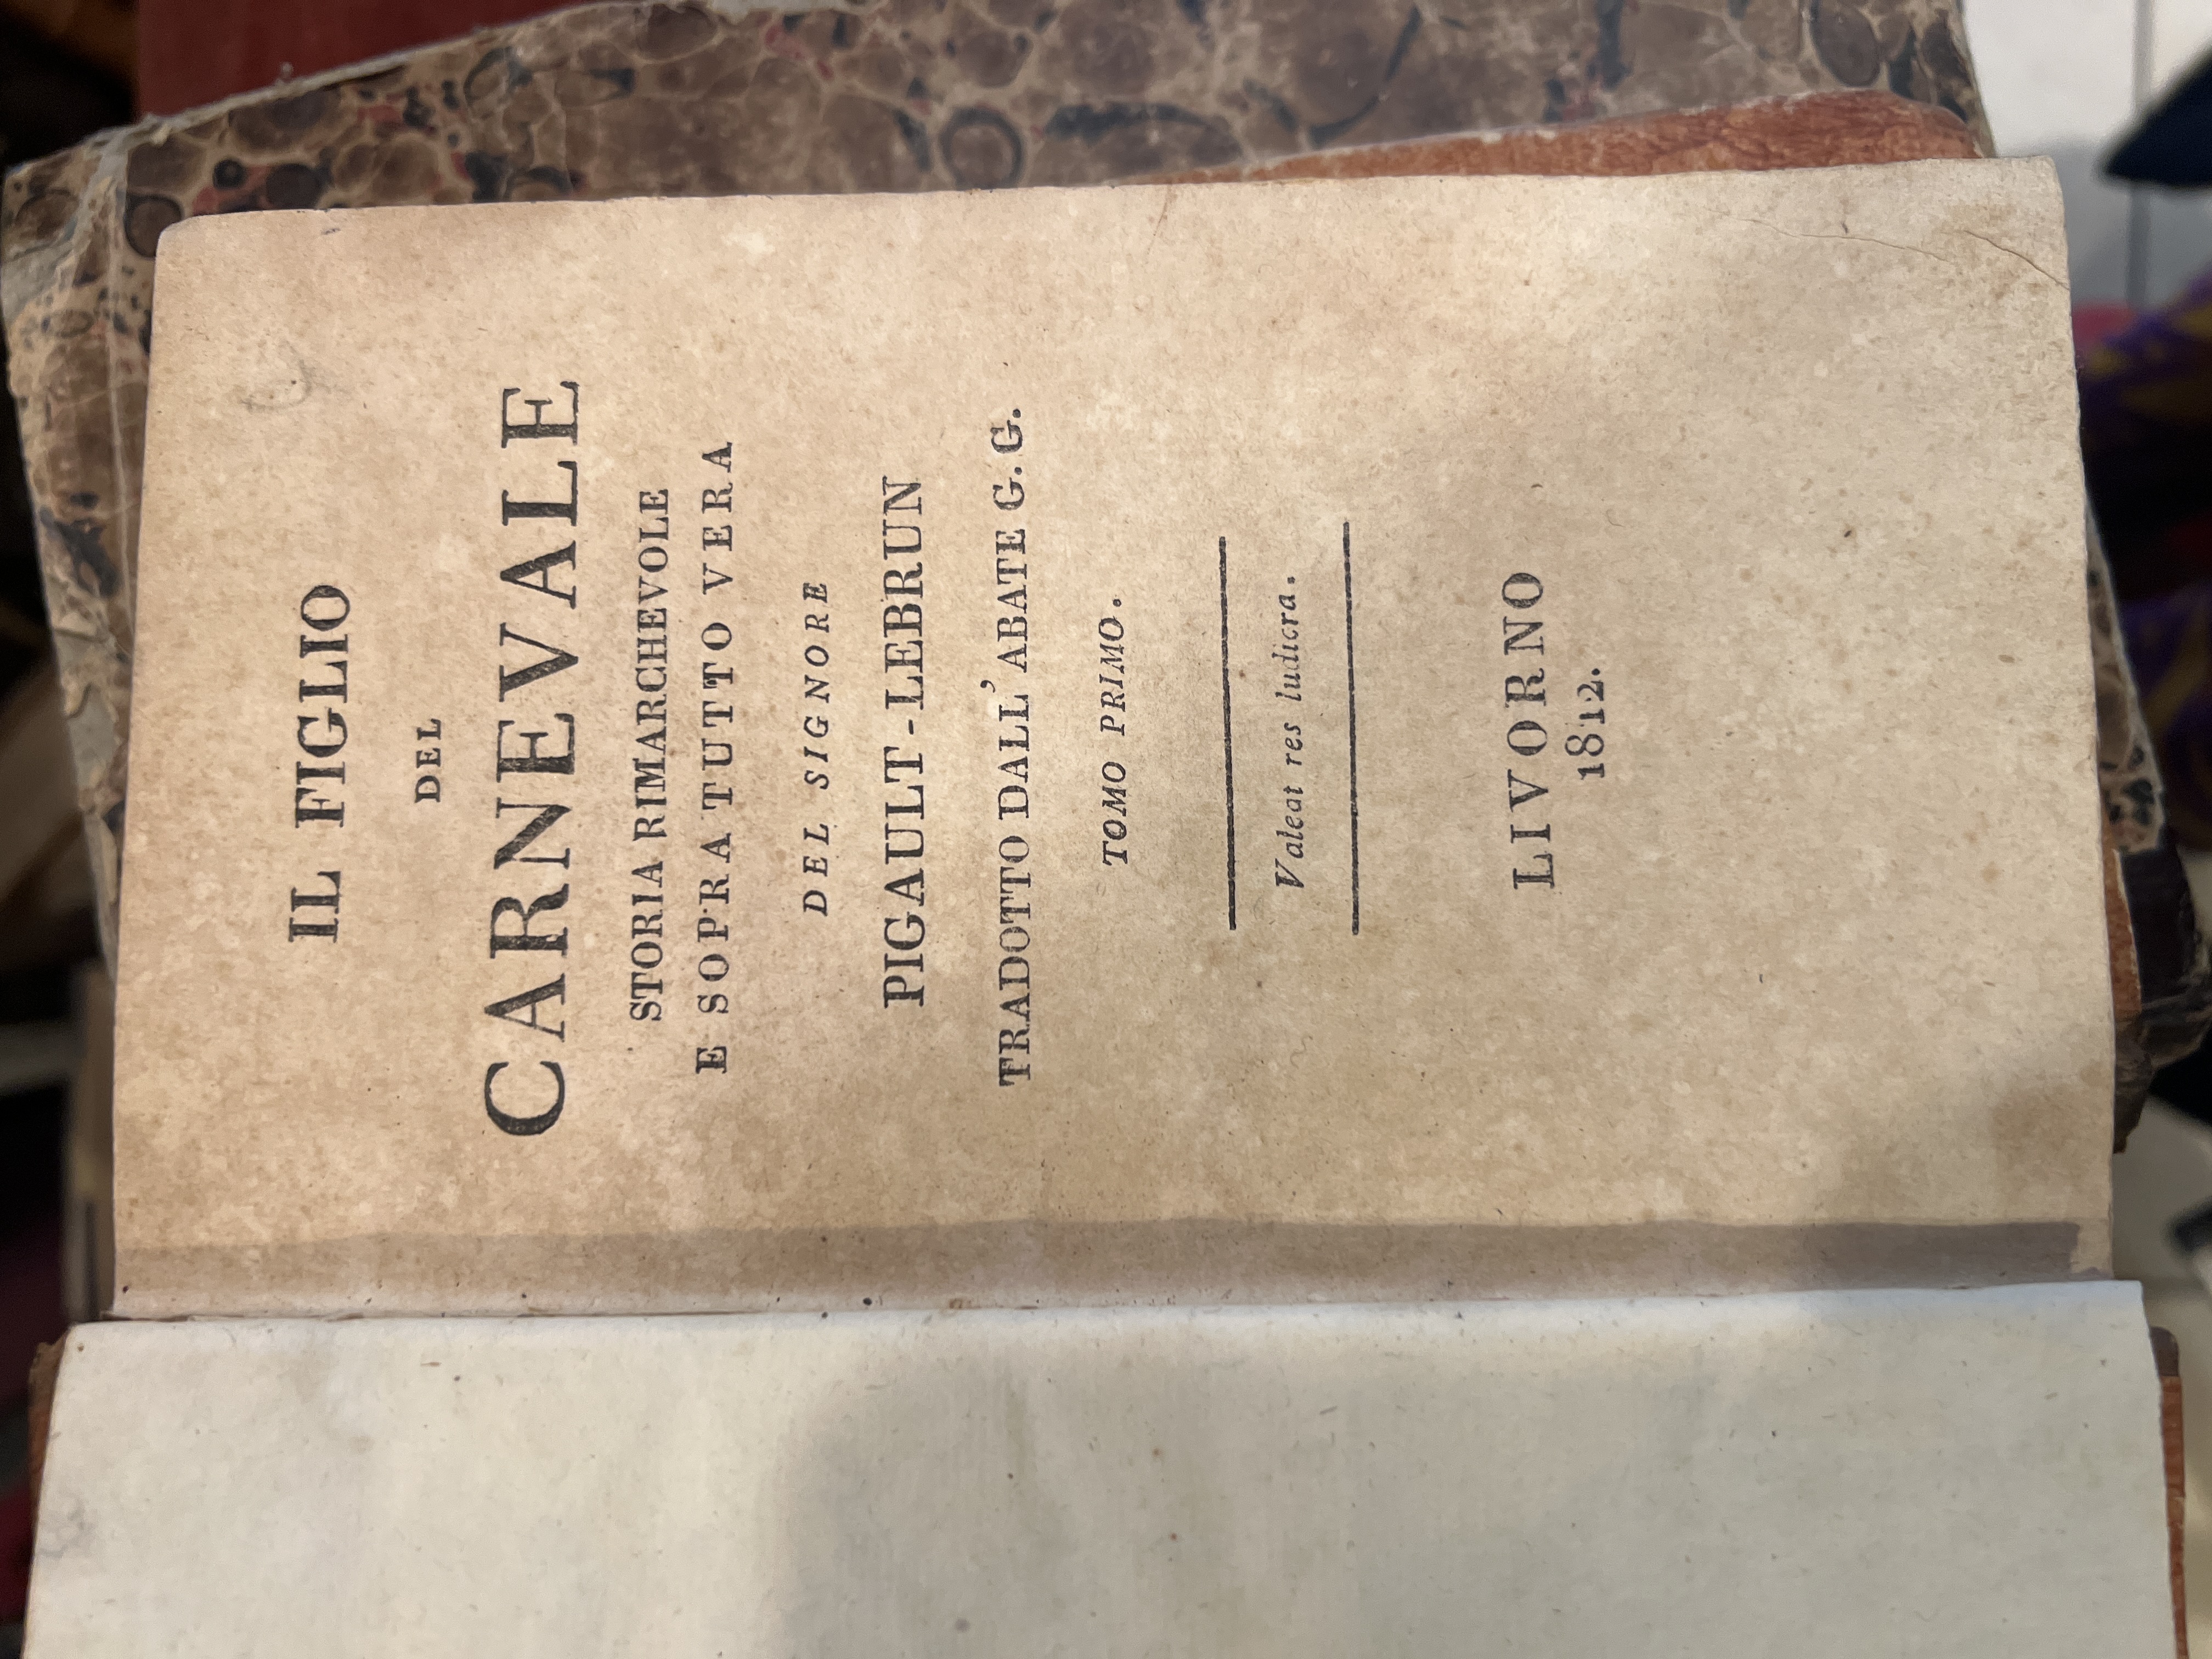 IL FIGLIO
DEL
CARNEVALE
STORIA RIMARCHEVOLE
E SOPRA TUTTO VERA
DEL SIGNORE
PIGAULT-LEBRUN
TRADOTTO DALL' ABATE G.G.
TOMO PRIMO.
Valeat res ludicra.
LIVORNO
1812.